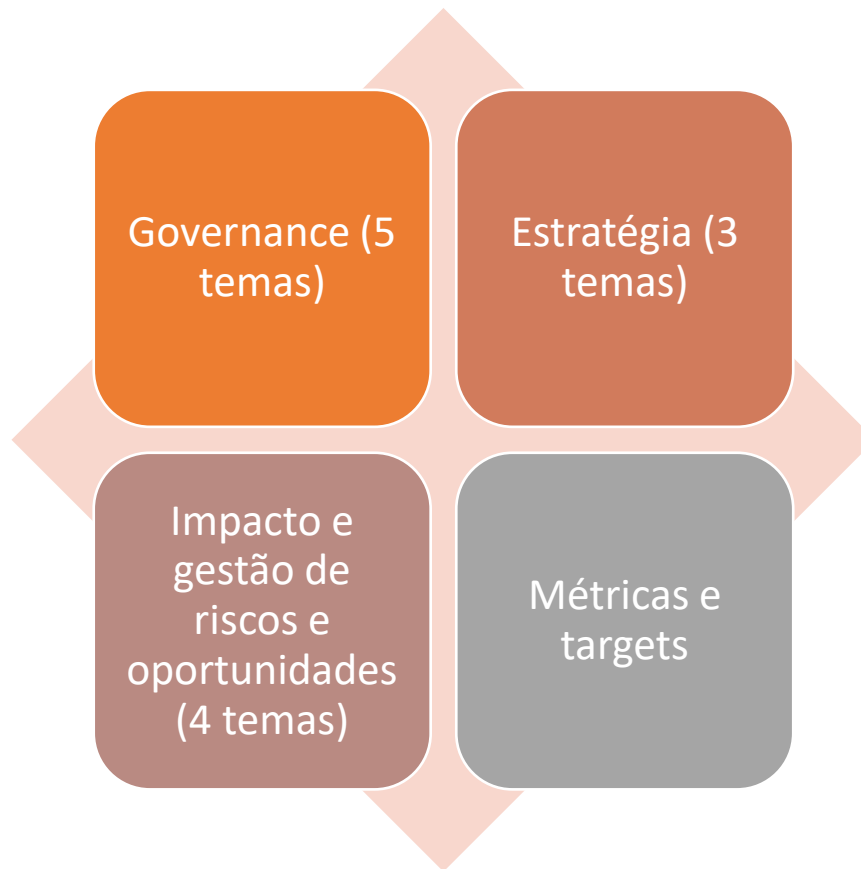 Governance (5
temas)
Estratégia (3
temas)
Impacto e
gestão de
riscos e
oportunidades
(4 temas)
Métricas e
targets